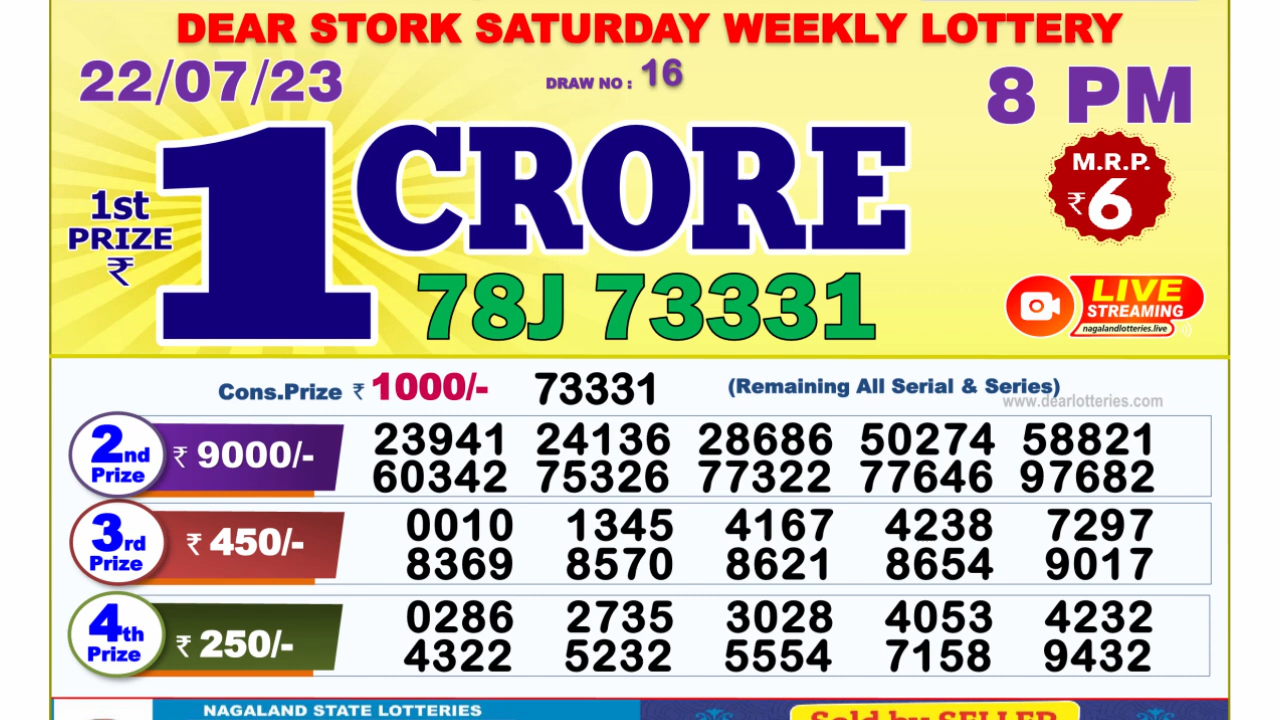 DEAR STORK SATURDAY WEEKLY LOTTERY
22/07/23
DRAW NO : 16
8 PM
1st PRIZE ₹
1 CRORE
M.R.P.
₹ 6
78J 73331
LIVE
STREAMING
nagalandlotteries.live
Cons.Prize ₹ 1000/- 73331 (Remaining All Serial & Series)
www.dearlotteries.com
2nd Prize ₹ 9000/-
23941 24136 28686 50274 58821
60342 75326 77322 77646 97682
3rd Prize ₹ 450/-
0010 1345 4167 4238 7297
8369 8570 8621 8654 9017
4th Prize ₹ 250/-
0286 2735 3028 4053 4232
4322 5232 5554 7158 9432
NAGALAND STATE LOTTERIES
Sold by SELLER